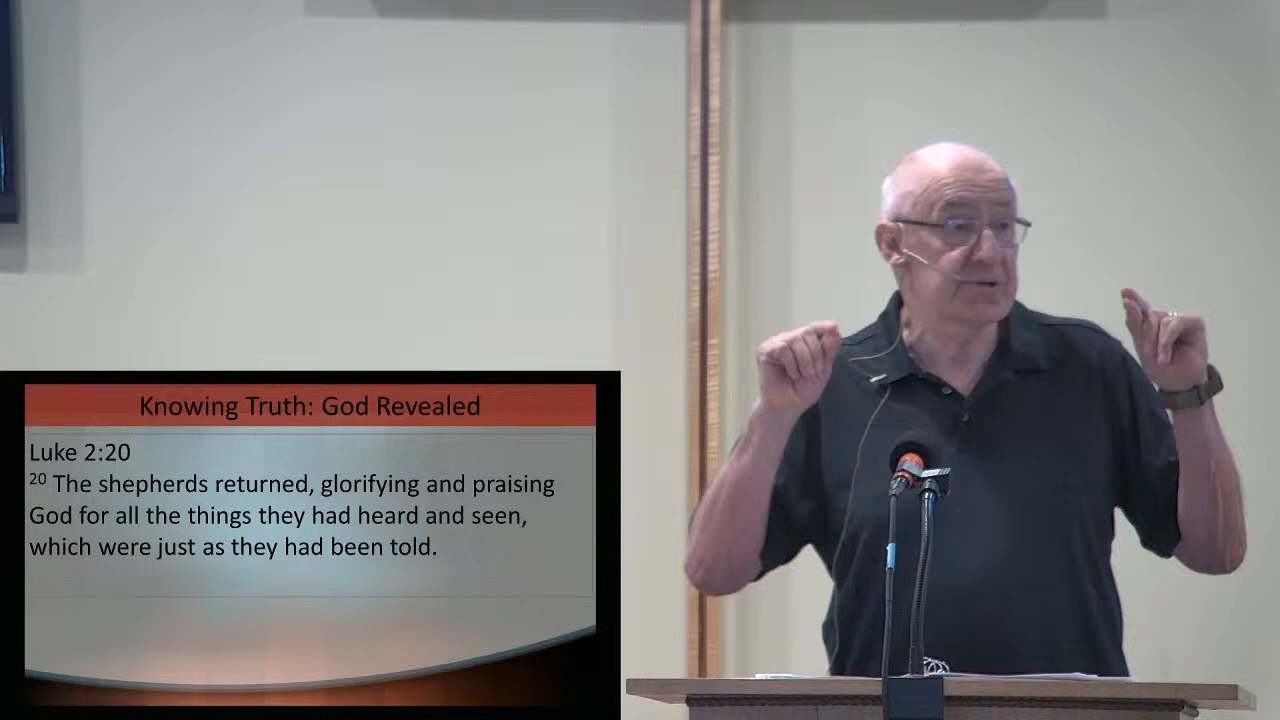 Knowing Truth: God Revealed
Luke 2:20
20 The shepherds returned, glorifying and praising
God for all the things they had heard and seen,
which were just as they had been told.